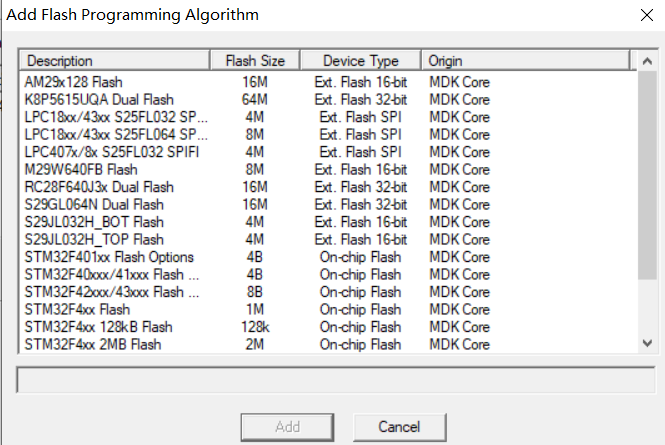 Add Flash Programming Algorithm
Description Flash Size Device Type Origin
AM29x128 Flash 16M Ext. Flash 16-bit MDK Core
K8P5615UQA Dual Flash 64M Ext. Flash 32-bit MDK Core
LPC18xx/43xx S25FL032 SP... 4M Ext. Flash SPI MDK Core
LPC18xx/43xx S25FL064 SP... 8M Ext. Flash SPI MDK Core
LPC407x/8x S25FL032 SPIFI 4M Ext. Flash SPI MDK Core
M29W640FB Flash 8M Ext. Flash 16-bit MDK Core
RC28F640J3x Dual Flash 16M Ext. Flash 32-bit MDK Core
S29GL064N Dual Flash 16M Ext. Flash 32-bit MDK Core
S29JL032H_BOT Flash 4M Ext. Flash 16-bit MDK Core
S29JL032H_TOP Flash 4M Ext. Flash 16-bit MDK Core
STM32F401xx Flash Options 4B On-chip Flash MDK Core
STM32F40xxx/41xxx Flash ... 4B On-chip Flash MDK Core
STM32F42xxx/43xxx Flash ... 8B On-chip Flash MDK Core
STM32F4xx Flash 1M On-chip Flash MDK Core
STM32F4xx 128kB Flash 128k On-chip Flash MDK Core
STM32F4xx 2MB Flash 2M On-chip Flash MDK Core
Add Cancel